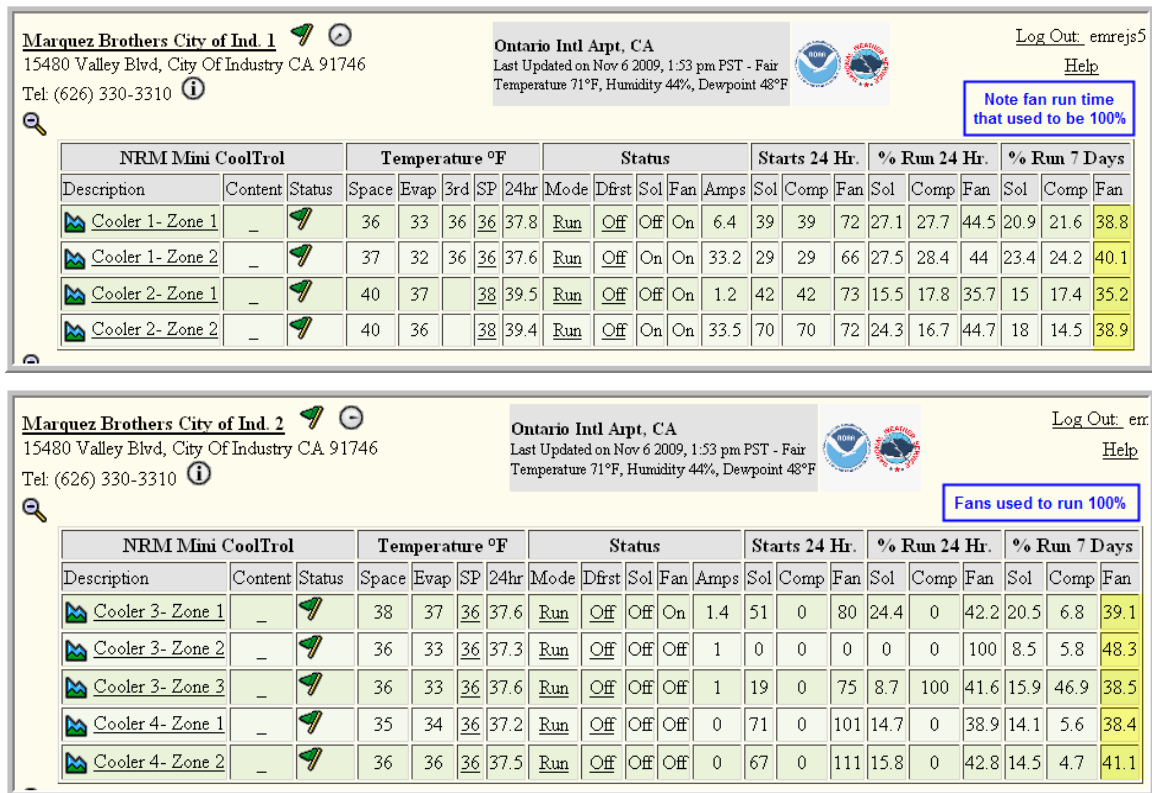 Marquez Brothers City of Ind. 1
15480 Valley Blvd, City Of Industry CA 91746
Tel: (626) 330-3310
Ontario Intl Arpt, CA
Last Updated on Nov 6 2009, 1:53 pm PST - Fair
Temperature 71°F, Humidity 44%, Dewpoint 48°F
NOAA
Log Out: emrejs5
Help
Note fan run time
that used to be 100%
NRM Mini CoolTrol Temperature °F Status Starts 24 Hr. % Run 24 Hr. % Run 7 Days
Description Content Status Space Evap 3rd SP 24hr Mode Dfrst Sol Fan Amps Sol Comp Fan Sol Comp Fan Sol Comp Fan
Cooler 1- Zone 1 _ 36 33 36 36 37.8 Run Off Off On 6.4 39 39 72 27.1 27.7 44.5 20.9 21.6 38.8
Cooler 1- Zone 2 _ 37 32 36 36 37.6 Run Off On On 33.2 29 29 66 27.5 28.4 44 23.4 24.2 40.1
Cooler 2- Zone 1 _ 40 37 38 39.5 Run Off Off On 1.2 42 42 73 15.5 17.8 35.7 15 17.4 35.2
Cooler 2- Zone 2 _ 40 36 38 39.4 Run Off On On 33.5 70 70 72 24.3 16.7 44.7 18 14.5 38.9
Marquez Brothers City of Ind. 2
15480 Valley Blvd, City Of Industry CA 91746
Tel: (626) 330-3310
Ontario Intl Arpt, CA
Last Updated on Nov 6 2009, 1:53 pm PST - Fair
Temperature 71°F, Humidity 44%, Dewpoint 48°F
NOAA
Log Out: em
Help
Fans used to run 100%
NRM Mini CoolTrol Temperature °F Status Starts 24 Hr. % Run 24 Hr. % Run 7 Days
Description Content Status Space Evap SP 24hr Mode Dfrst Sol Fan Amps Sol Comp Fan Sol Comp Fan Sol Comp Fan
Cooler 3- Zone 1 _ 38 37 36 37.6 Run Off Off On 1.4 51 0 80 24.4 0 42.2 20.5 6.8 39.1
Cooler 3- Zone 2 _ 36 33 36 37.3 Run Off Off Off 1 0 0 0 0 0 100 8.5 5.8 48.3
Cooler 3- Zone 3 _ 36 33 36 37.6 Run Off Off Off 1 19 0 75 8.7 100 41.6 15.9 46.9 38.5
Cooler 4- Zone 1 _ 35 34 36 37.2 Run Off Off Off 0 71 0 101 14.7 0 38.9 14.1 5.6 38.4
Cooler 4- Zone 2 _ 36 36 36 37.5 Run Off Off Off 0 67 0 111 15.8 0 42.8 14.5 4.7 41.1